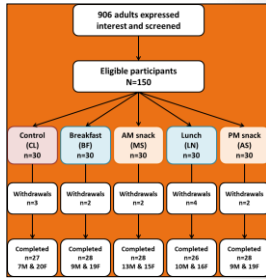 906 adults expressed
interest and screened
Eligible participants
N=150
Control
(CL)
n=30
Breakfast
(BF)
n=30
AM snack
(MS)
n=30
Lunch
(LN)
n=30
PM snack
(AS)
n=30
Withdrawals
n=3
Withdrawals
n=2
Withdrawals
n=2
Withdrawals
n=4
Withdrawals
n=2
Completed
n=27
7M & 20F
Completed
n=28
9M & 19F
Completed
n=28
13M & 15F
Completed
n=26
10M & 16F
Completed
n=28
9M & 19F